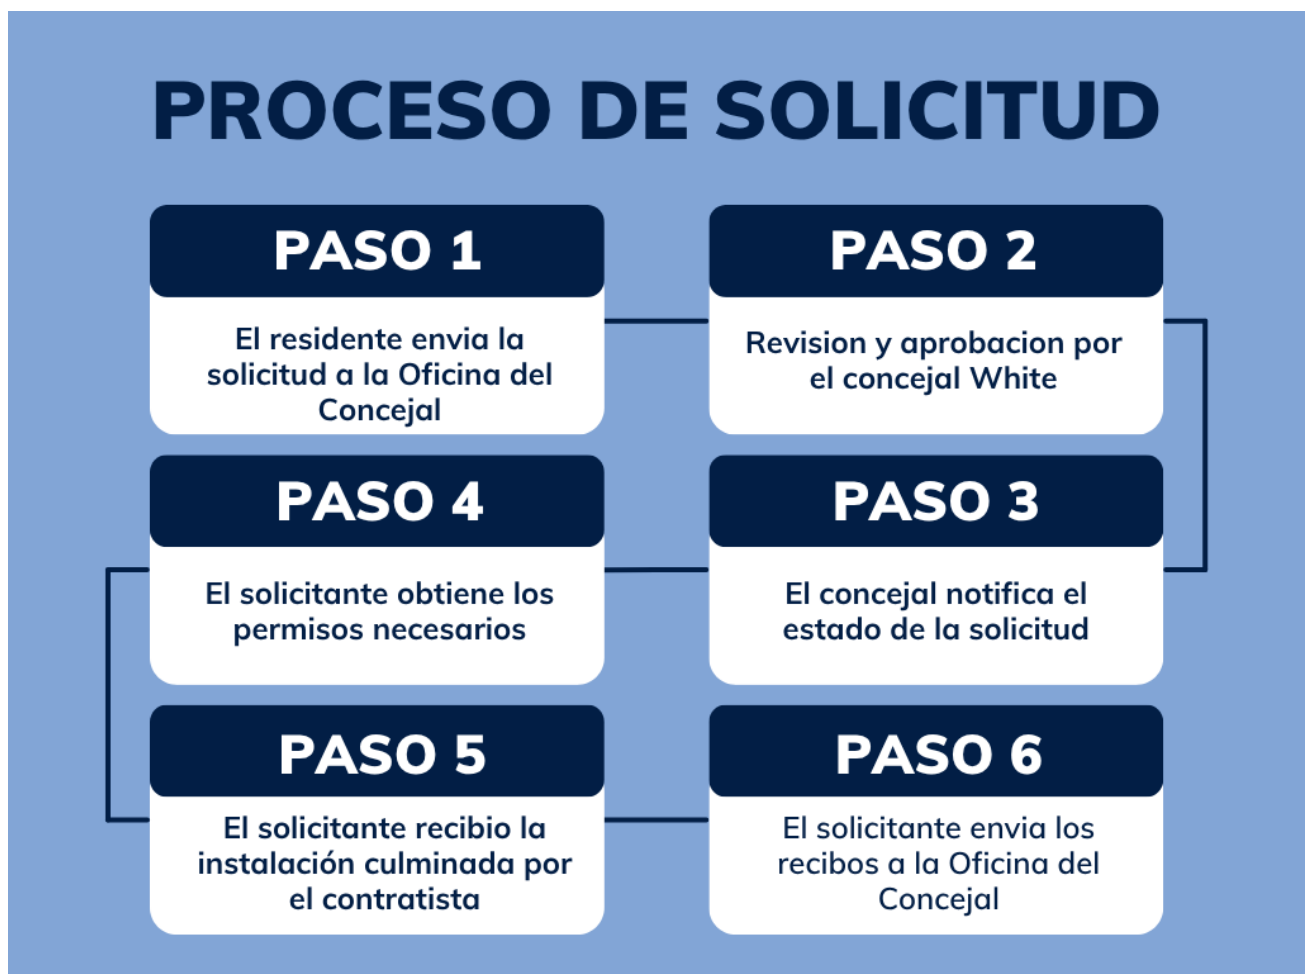 PROCESO DE SOLICITUD
PASO 1
El residente envia la
solicitud a la Oficina del
Concejal
PASO 2
Revision y aprobacion por
el concejal White
PASO 3
El concejal notifica el
estado de la solicitud
PASO 4
El solicitante obtiene los
permisos necesarios
PASO 5
El solicitante recibio la
instalación culminada por
el contratista
PASO 6
El solicitante envia los
recibos a la Oficina del
Concejal